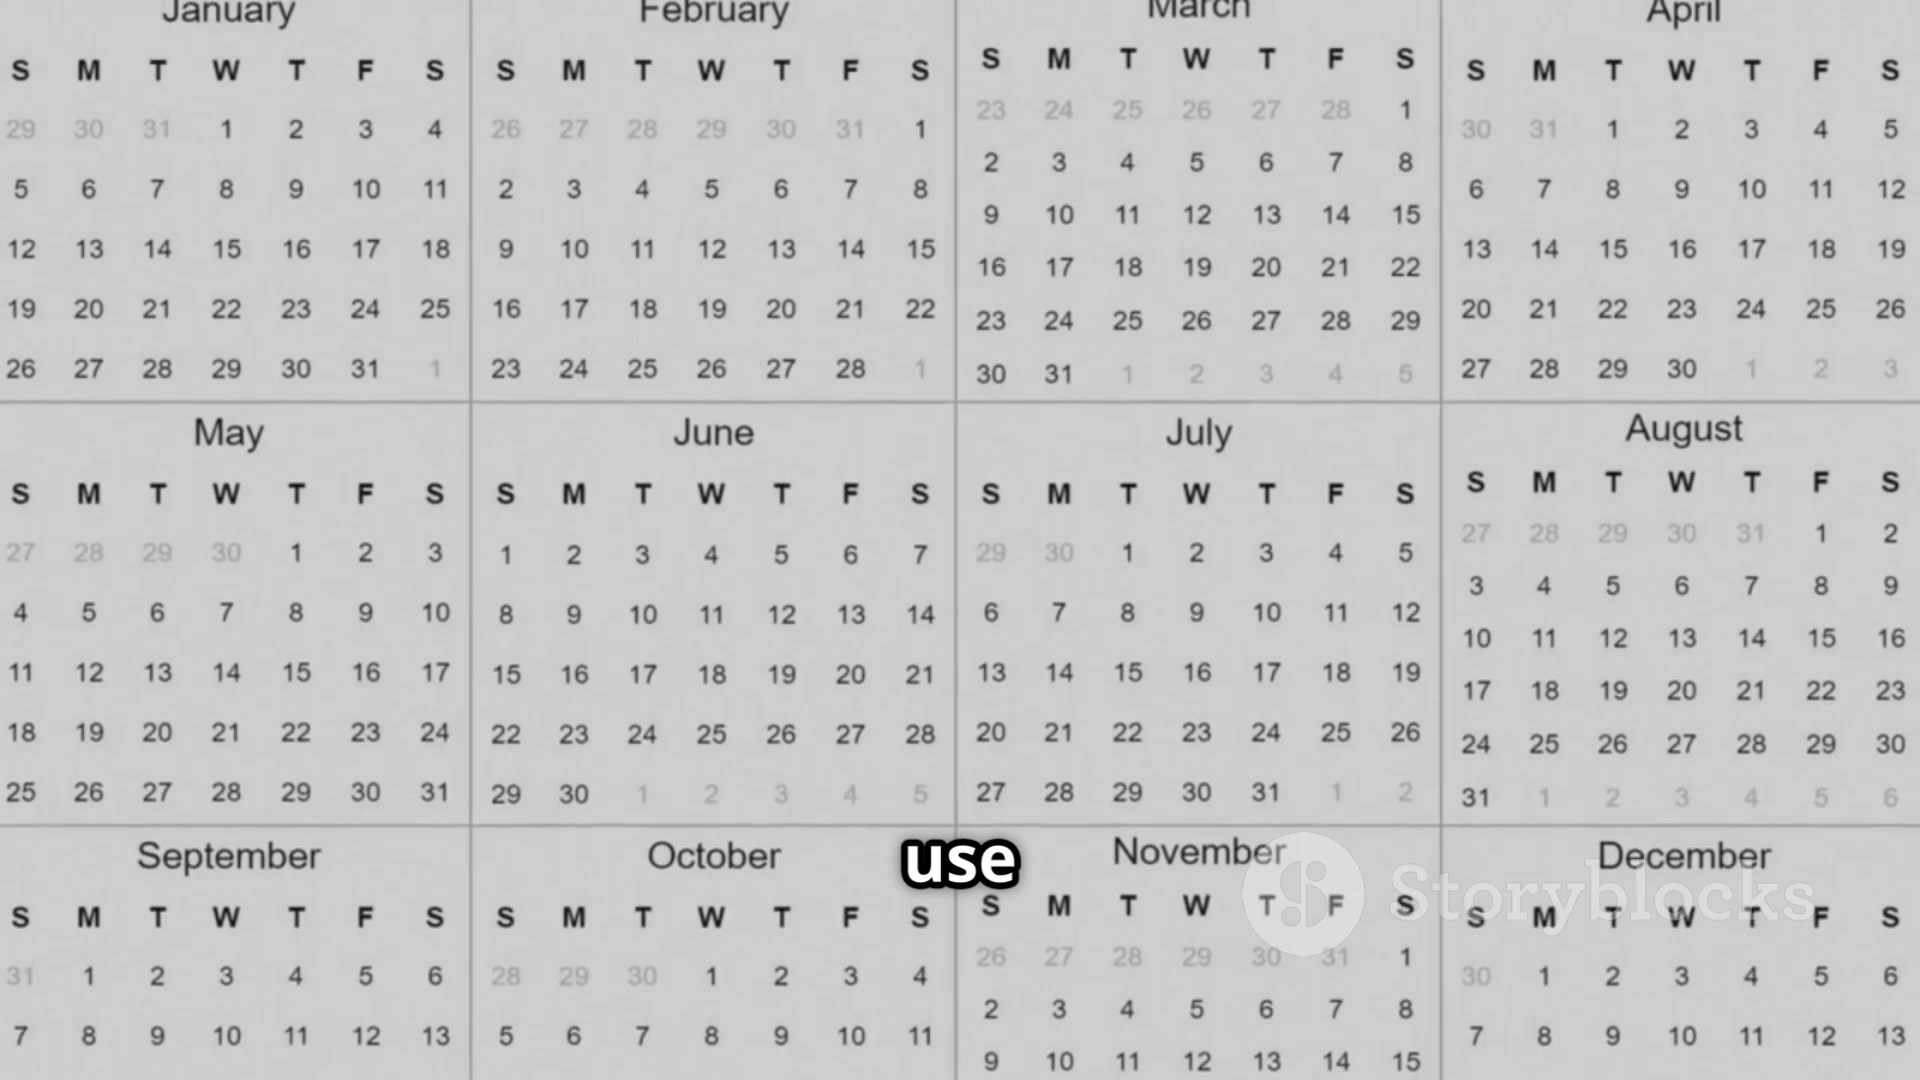 January
S M T W T F S
29 30 31 1 2 3 4
5 6 7 8 9 10 11
12 13 14 15 16 17 18
19 20 21 22 23 24 25
26 27 28 29 30 31 1
February
S M T W T F S
26 27 28 29 30 31 1
2 3 4 5 6 7 8
9 10 11 12 13 14 15
16 17 18 19 20 21 22
23 24 25 26 27 28 1
March
S M T W T F S
23 24 25 26 27 28 1
2 3 4 5 6 7 8
9 10 11 12 13 14 15
16 17 18 19 20 21 22
23 24 25 26 27 28 29
30 31 1 2 3 4 5
April
S M T W T F S
30 31 1 2 3 4 5
6 7 8 9 10 11 12
13 14 15 16 17 18 19
20 21 22 23 24 25 26
27 28 29 30 1 2 3
May
S M T W T F S
27 28 29 30 1 2 3
4 5 6 7 8 9 10
11 12 13 14 15 16 17
18 19 20 21 22 23 24
25 26 27 28 29 30 31
June
S M T W T F S
1 2 3 4 5 6 7
8 9 10 11 12 13 14
15 16 17 18 19 20 21
22 23 24 25 26 27 28
29 30 1 2 3 4 5
July
S M T W T F S
29 30 1 2 3 4 5
6 7 8 9 10 11 12
13 14 15 16 17 18 19
20 21 22 23 24 25 26
27 28 29 30 31 1 2
August
S M T W T F S
27 28 29 30 31 1 2
3 4 5 6 7 8 9
10 11 12 13 14 15 16
17 18 19 20 21 22 23
24 25 26 27 28 29 30
31 1 2 3 4 5 6
September
S M T W T F S
31 1 2 3 4 5 6
7 8 9 10 11 12 13
October
S M T W T F S
28 29 30 1 2 3 4
5 6 7 8 9 10 11
use
November
S M T W T F S
26 27 28 29 30 31 1
2 3 4 5 6 7 8
9 10 11 12 13 14 15
December
S M T W T F S
30 1 2 3 4 5 6
7 8 9 10 11 12 13
Storyblocks